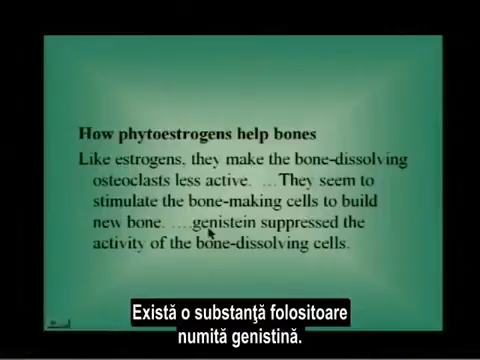 How phytoestrogens help bones
Like estrogens, they make the bone-dissolving
osteoclasts less active. ...They seem to
stimulate the bone-making cells to build
new bone. ....genistein suppressed the
activity of the bone-dissolving cells.
Există o substanţă folositoare
numită genistină.